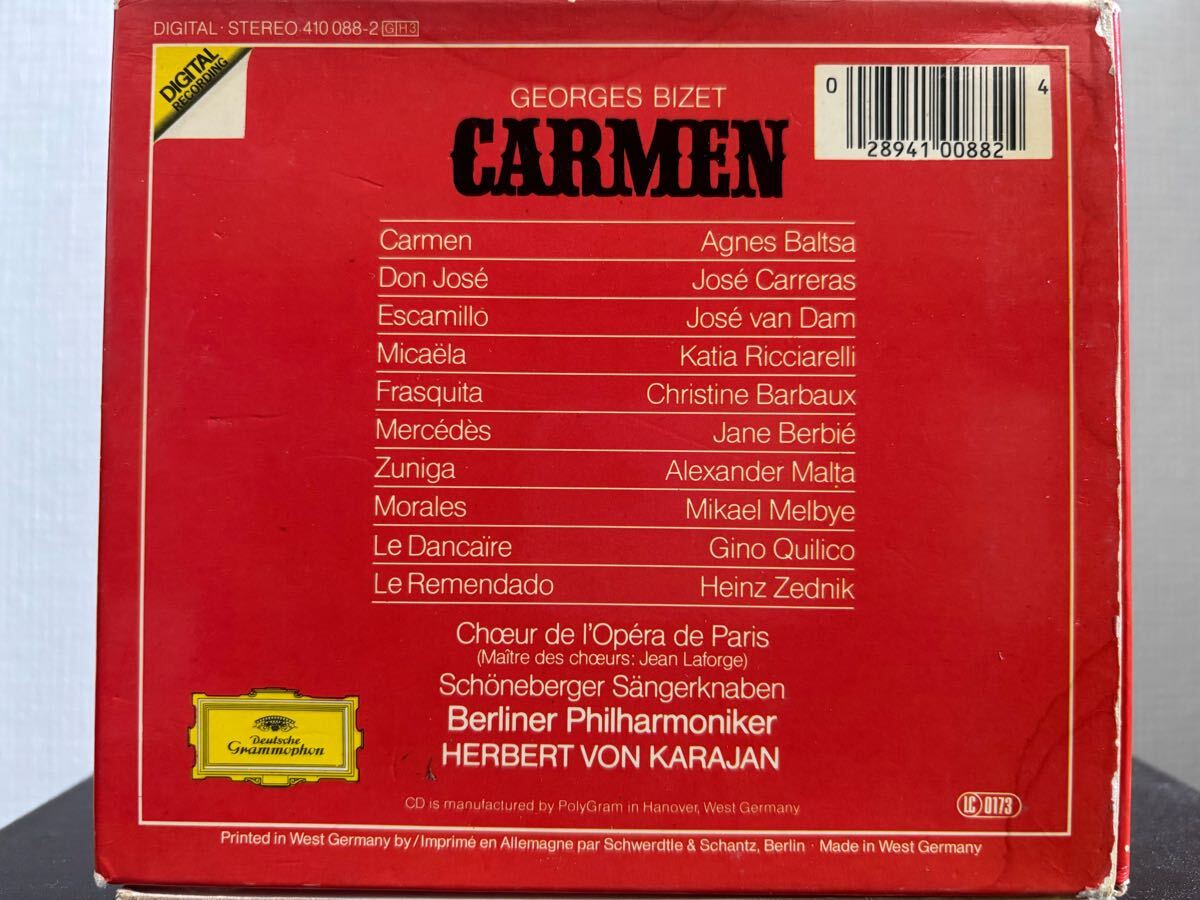 DIGITAL · STEREO 410 088-2 GH3
DIGITAL
RECORDING
GEORGES BIZET
CARMEN
0 28941 00882 4
Carmen Agnes Baltsa
Don José José Carreras
Escamillo José van Dam
Micaëla Katia Ricciarelli
Frasquita Christine Barbaux
Mercédès Jane Berbié
Zuniga Alexander Malta
Morales Mikael Melbye
Le Dancaïre Gino Quilico
Le Remendado Heinz Zednik
Chœur de l'Opéra de Paris
(Maître des chœurs: Jean Laforge)
Schöneberger Sängerknaben
Berliner Philharmoniker
HERBERT VON KARAJAN
Deutsche
Grammophon
CD is manufactured by PolyGram in Hanover, West Germany
LC 0173
Printed in West Germany by/Imprimé en Allemagne par Schwerdtle & Schantz, Berlin · Made in West Germany